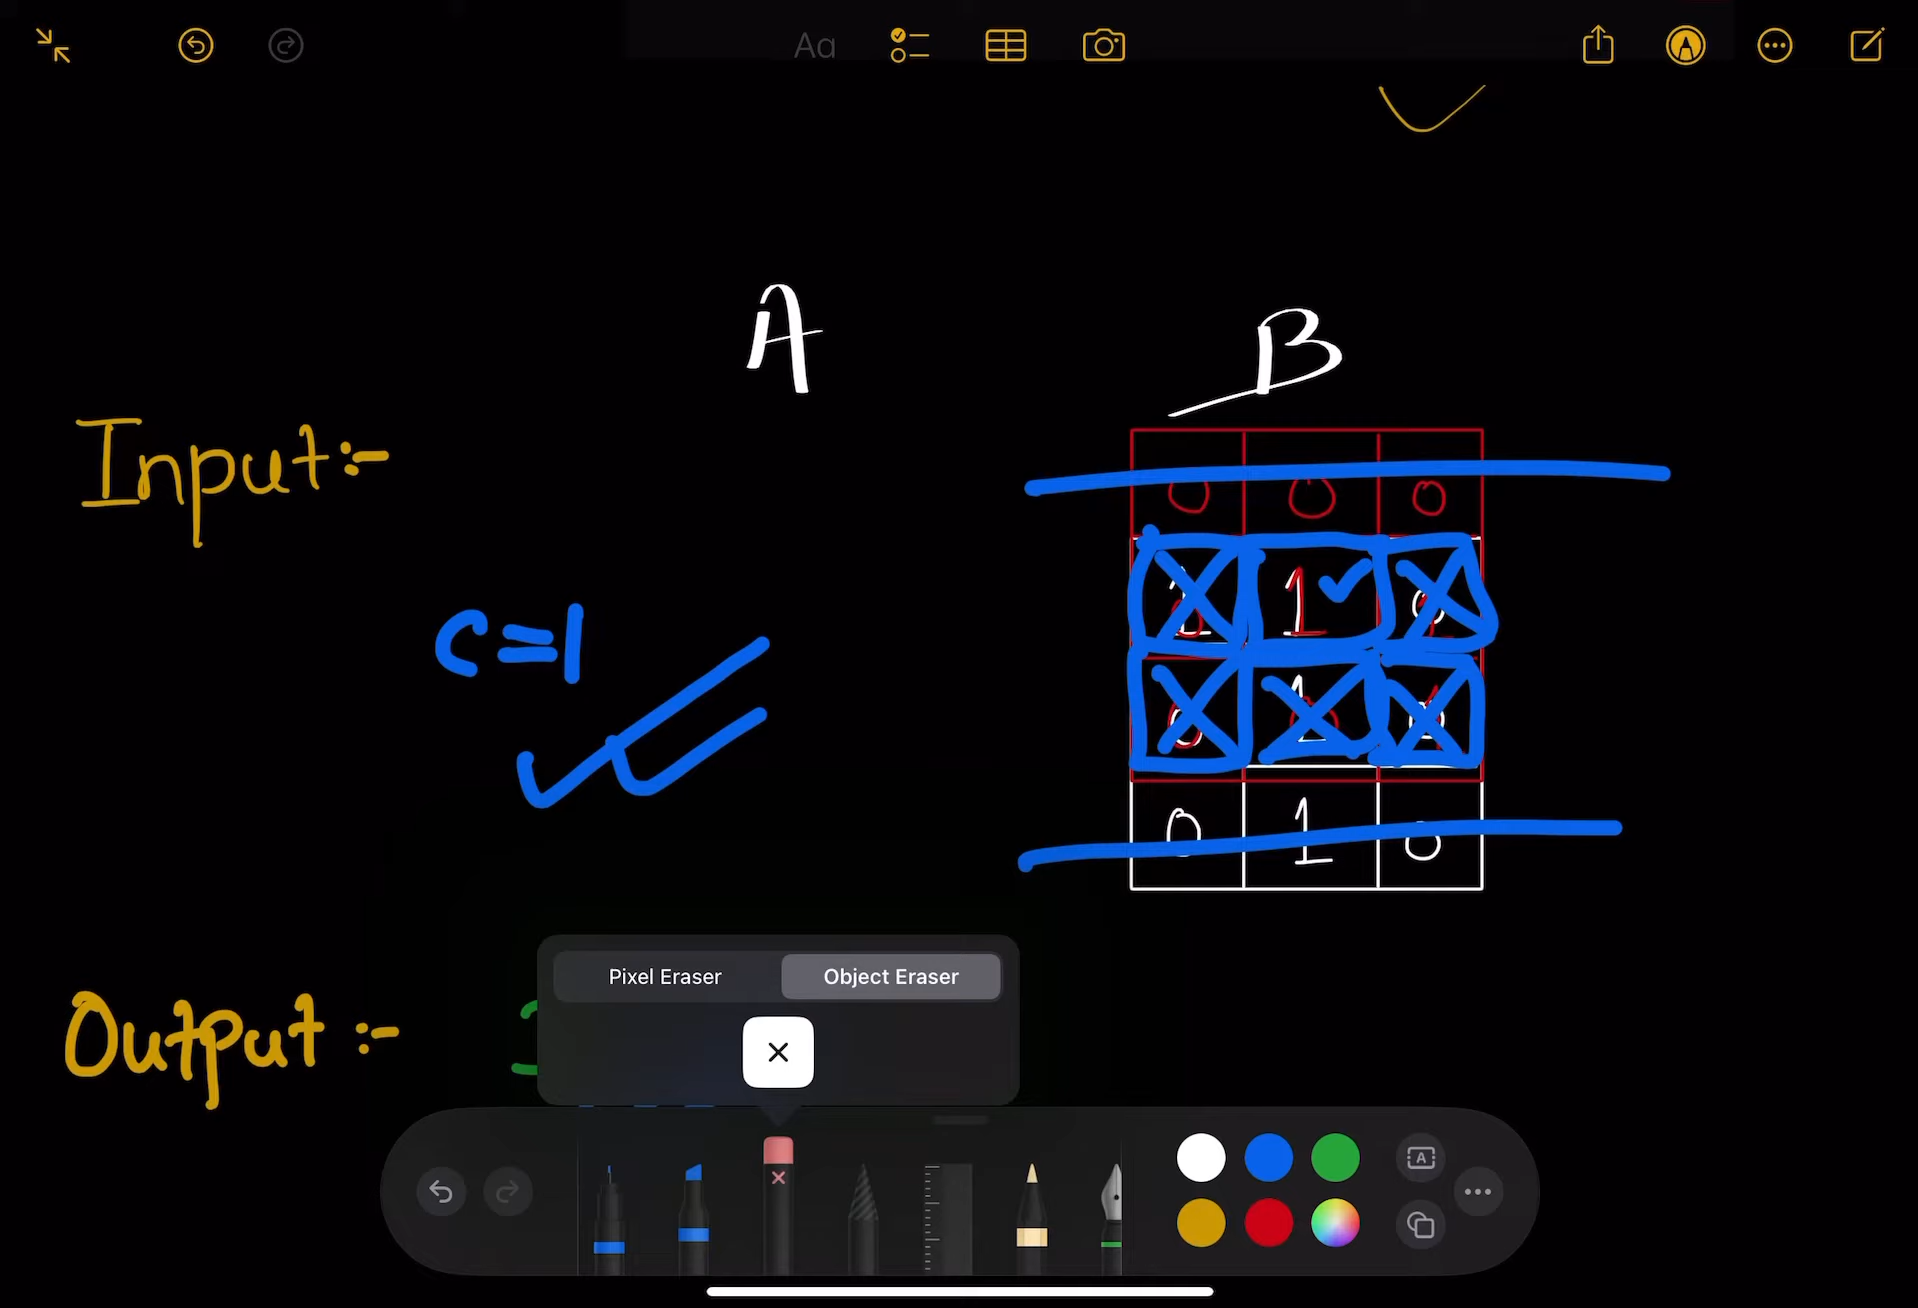 Aa
A
B
Input:-
0 0 0
1
c=1
0 1 0
Pixel Eraser
Object Eraser
Output:-
A